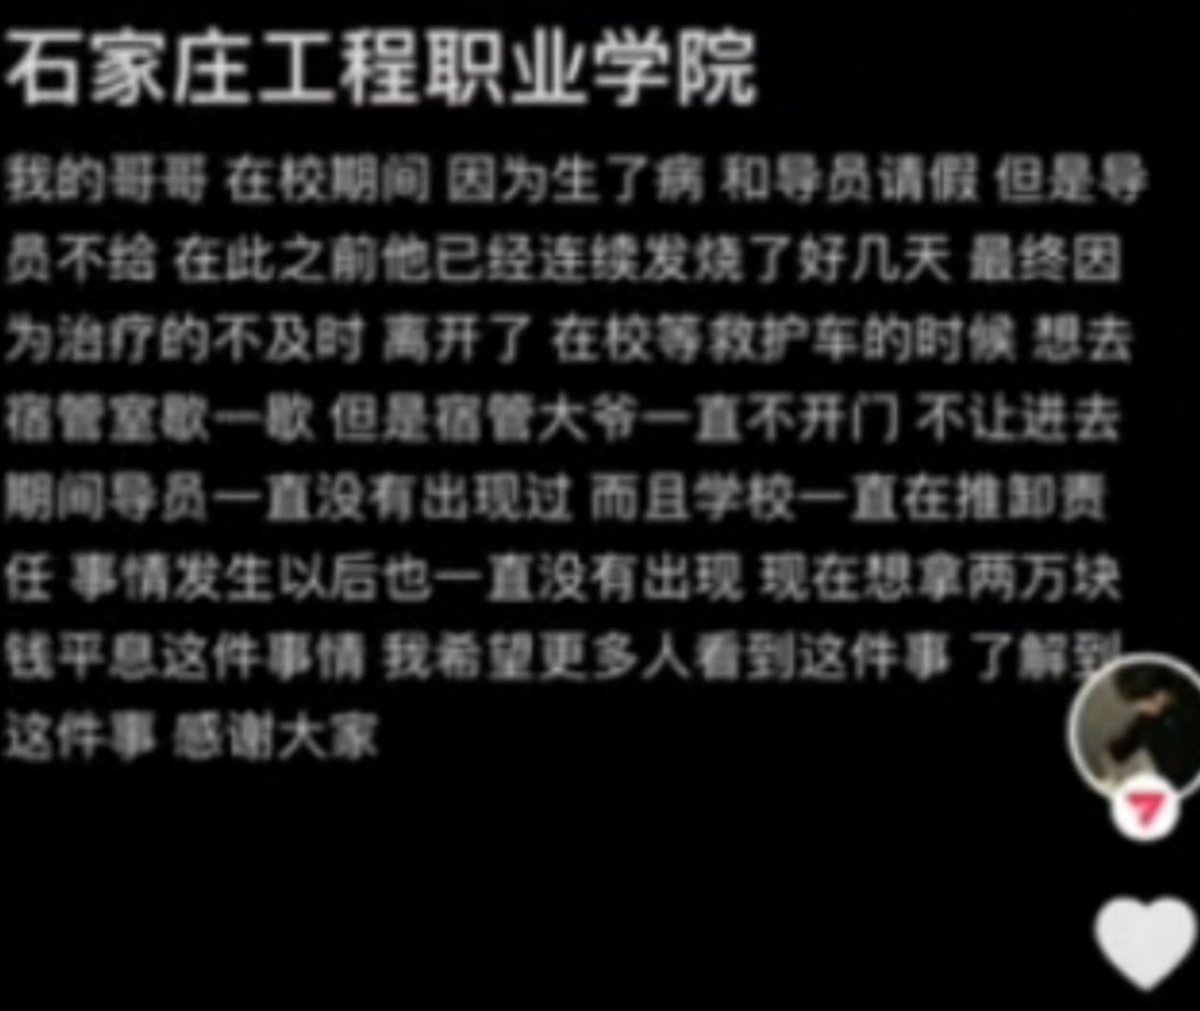 石家庄工程职业学院
我的哥哥 在校期间 因为生了病 和导员请假 但是导
员不给 在此之前他已经连续发烧了好几天 最终因
为治疗的不及时 离开了 在校等救护车的时候 想去
宿管室歇一歇 但是宿管大爷一直不开门 不让进去
期间导员一直没有出现过 而且学校一直在推卸责
任 事情发生以后也一直没有出现 现在想拿两万块
钱平息这件事情 我希望更多人看到这件事 了解到
这件事 感谢大家